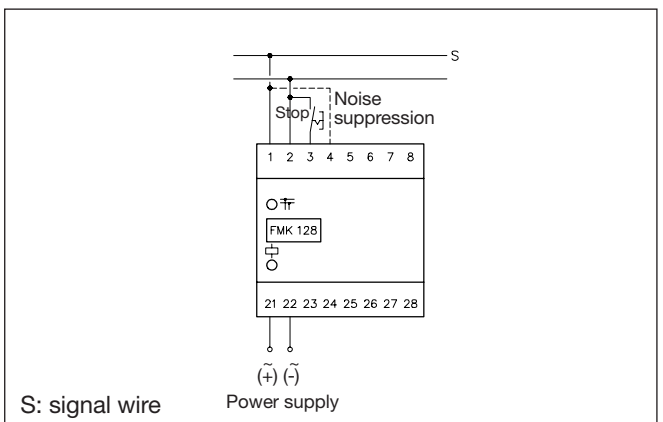 S
Noise
Stop suppression
1 2 3 4 5 6 7 8
FMK 128
21 22 23 24 25 26 27 28
(+) (-)
~ ~
S: signal wire Power supply